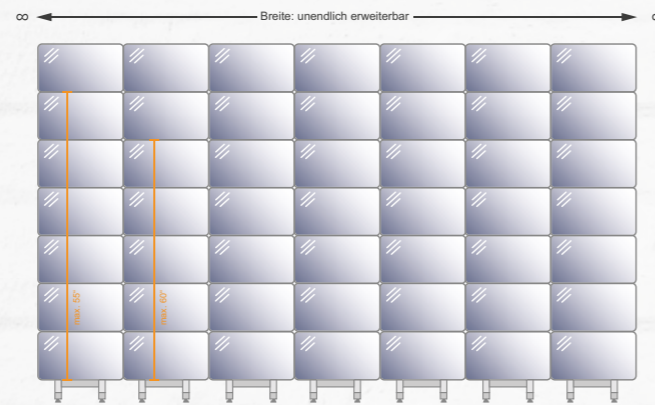 ∞ Breite: unendlich erweiterbar ∞
max. 55"
max. 60"